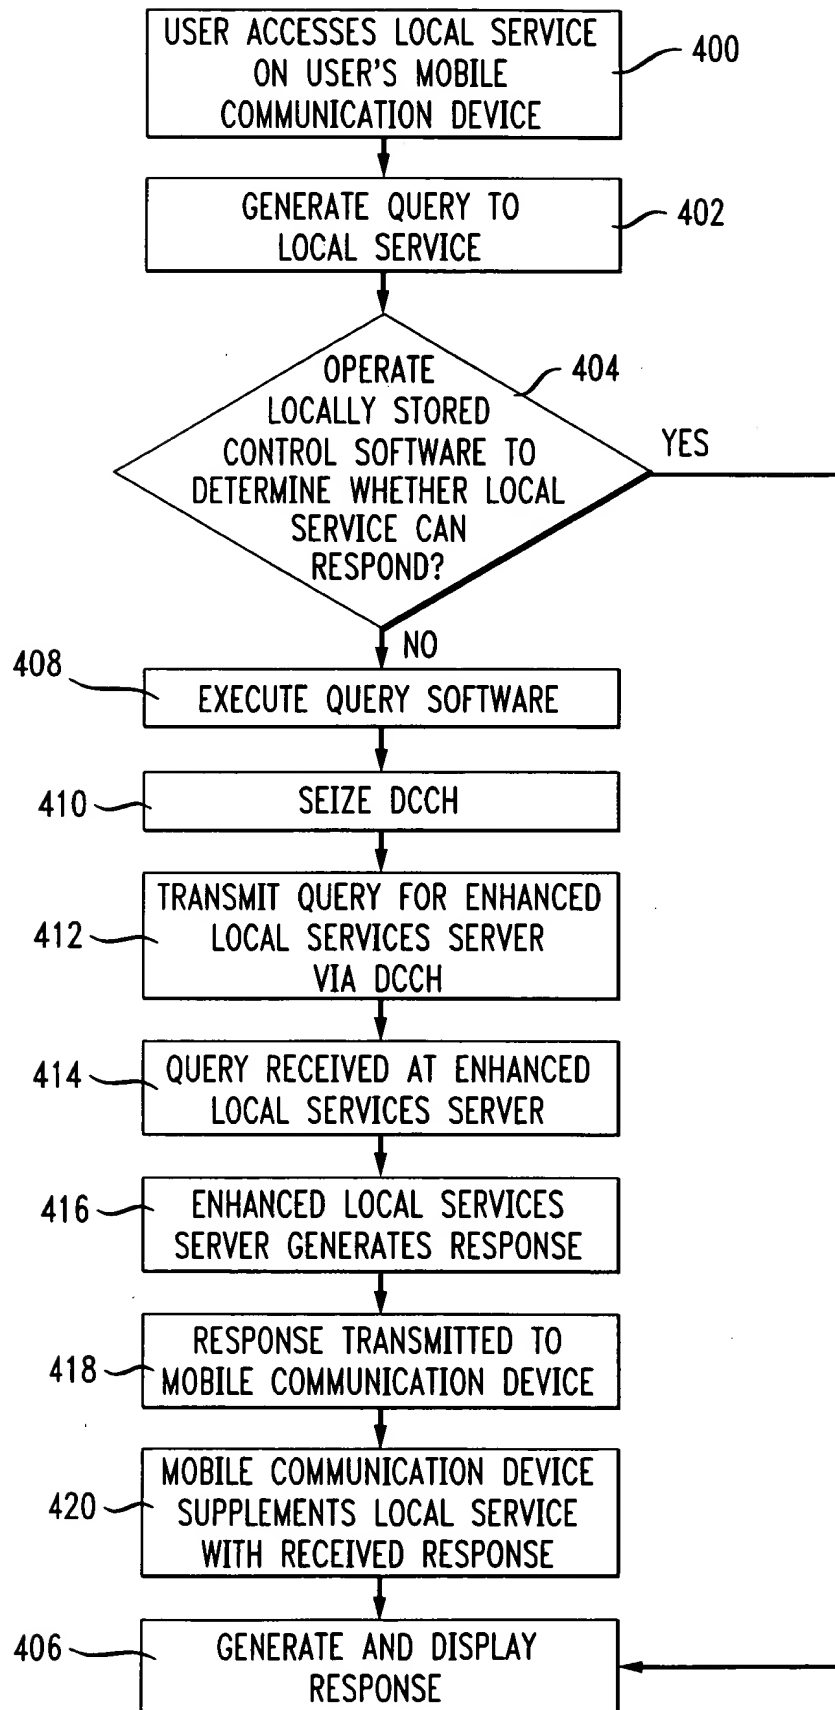 USER ACCESSES LOCAL SERVICE
ON USER'S MOBILE
COMMUNICATION DEVICE
400
GENERATE QUERY TO
LOCAL SERVICE
402
OPERATE
LOCALLY STORED
CONTROL SOFTWARE TO
DETERMINE WHETHER LOCAL
SERVICE CAN
RESPOND?
404
YES
NO
408
EXECUTE QUERY SOFTWARE
410
SEIZE DCCH
412
TRANSMIT QUERY FOR ENHANCED
LOCAL SERVICES SERVER
VIA DCCH
414
QUERY RECEIVED AT ENHANCED
LOCAL SERVICES SERVER
416
ENHANCED LOCAL SERVICES
SERVER GENERATES RESPONSE
418
RESPONSE TRANSMITTED TO
MOBILE COMMUNICATION DEVICE
420
MOBILE COMMUNICATION DEVICE
SUPPLEMENTS LOCAL SERVICE
WITH RECEIVED RESPONSE
406
GENERATE AND DISPLAY
RESPONSE